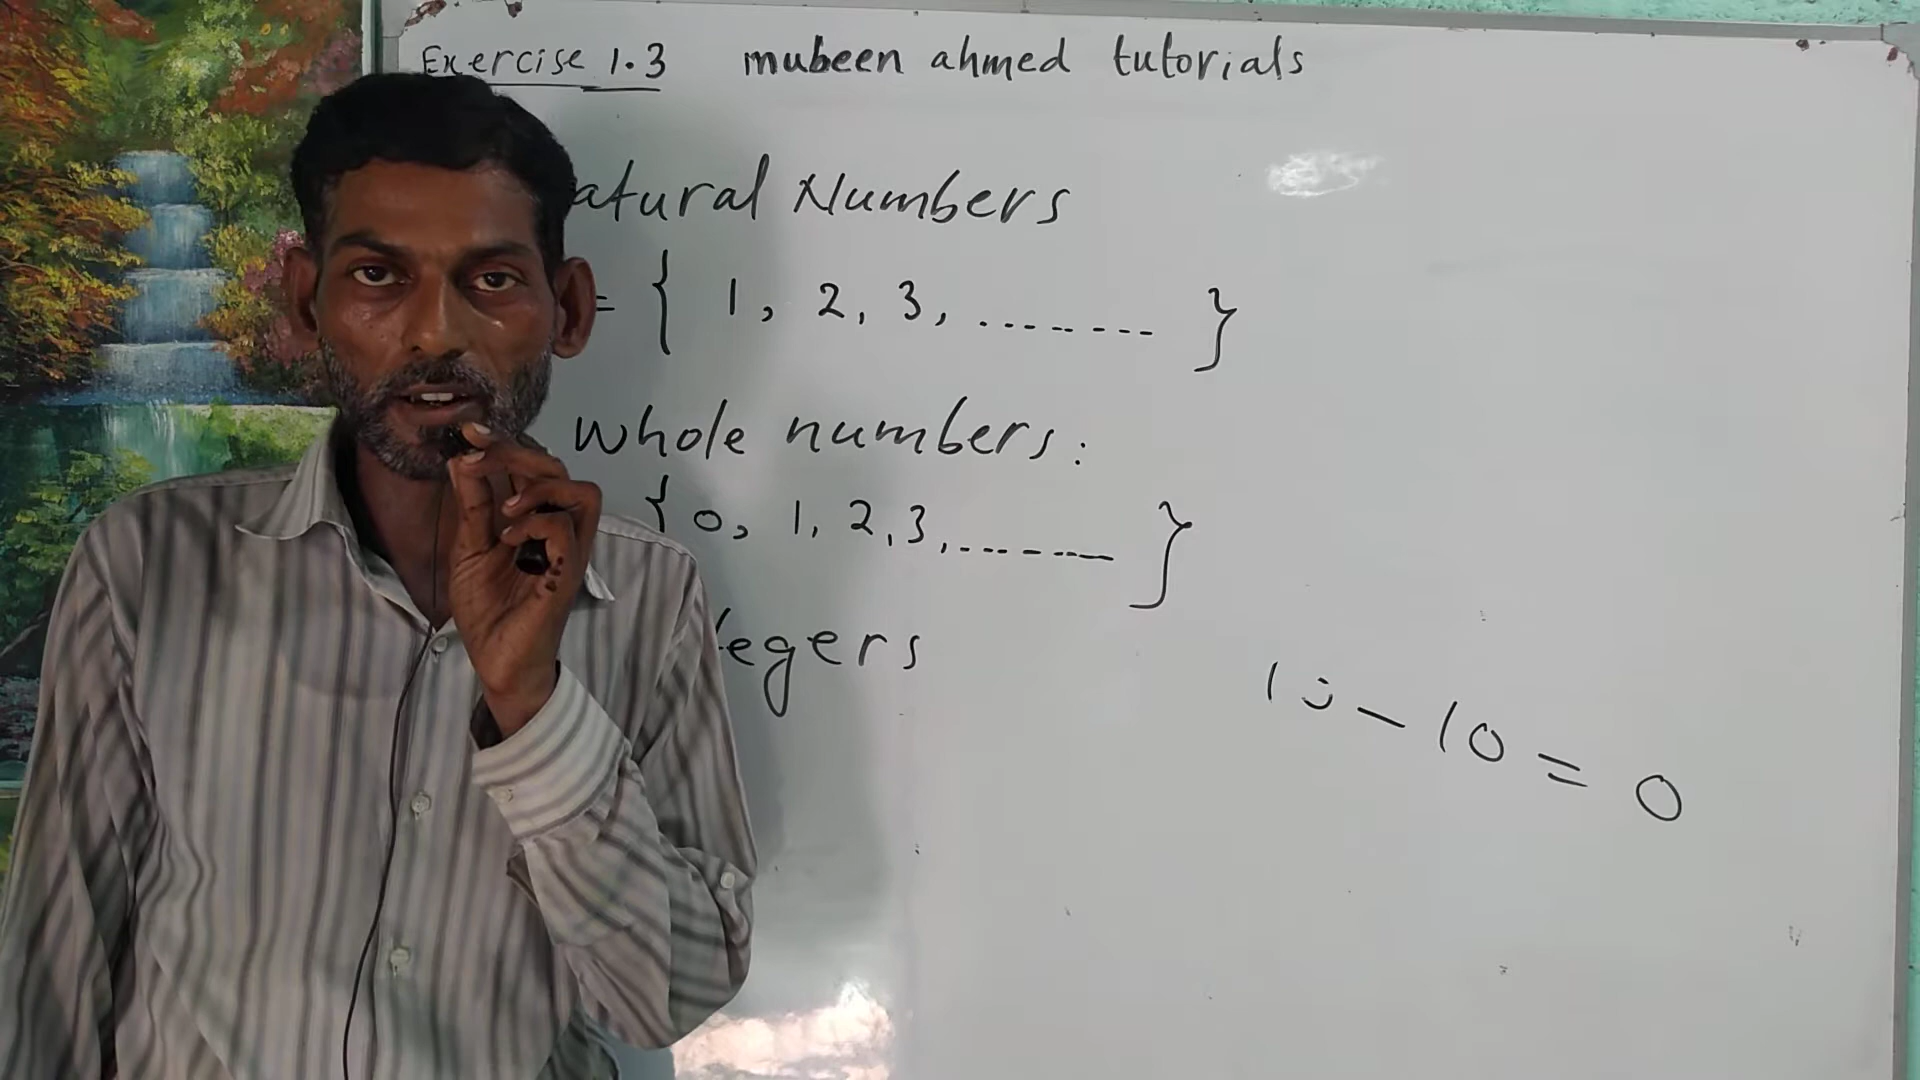 Exercise 1.3 mubeen ahmed tutorials
atural Numbers
= { 1, 2, 3, ........ }
Whole numbers:
{ 0, 1, 2, 3, ........ }
tegers
10 - 10 = 0